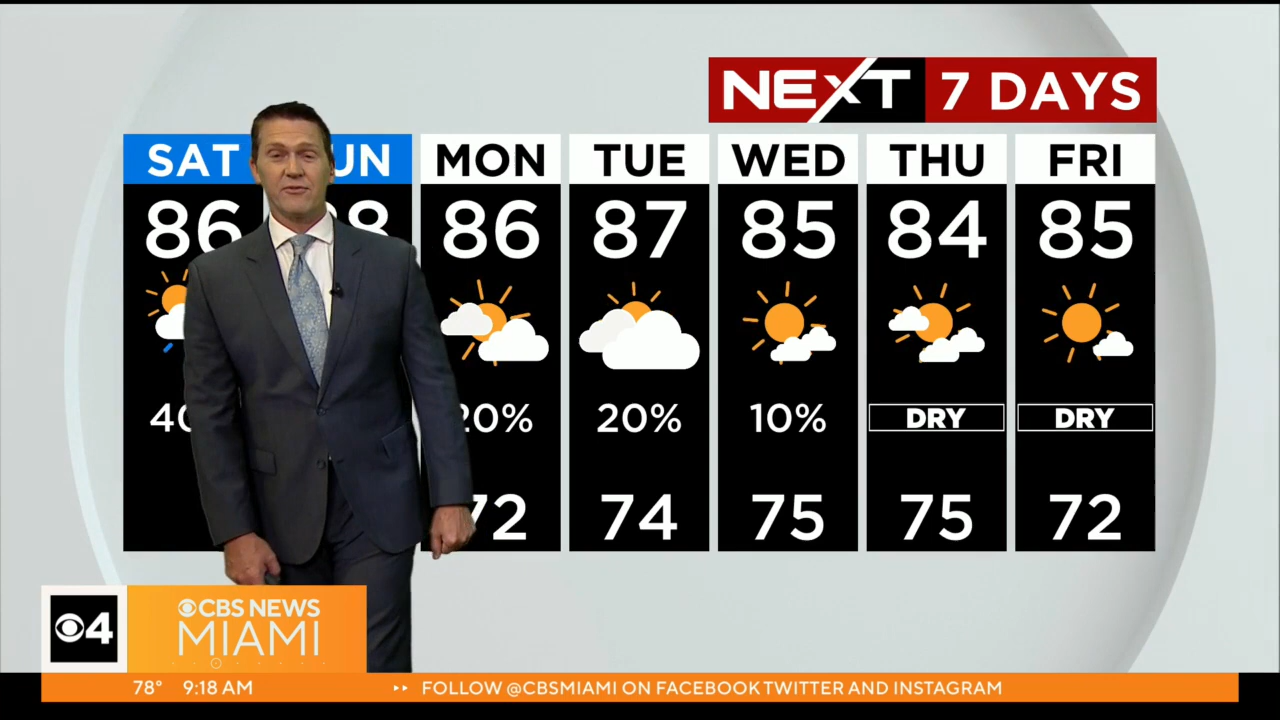 NEXT 7 DAYS
SAT MON TUE WED THU FRI
86 86 87 85 84 85
20% 10% DRY DRY
72 74 75 75 72
4
CBS NEWS
MIAMI
78° 9:18 AM FOLLOW @CBSMIAMI ON FACEBOOK TWITTER AND INSTAGRAM